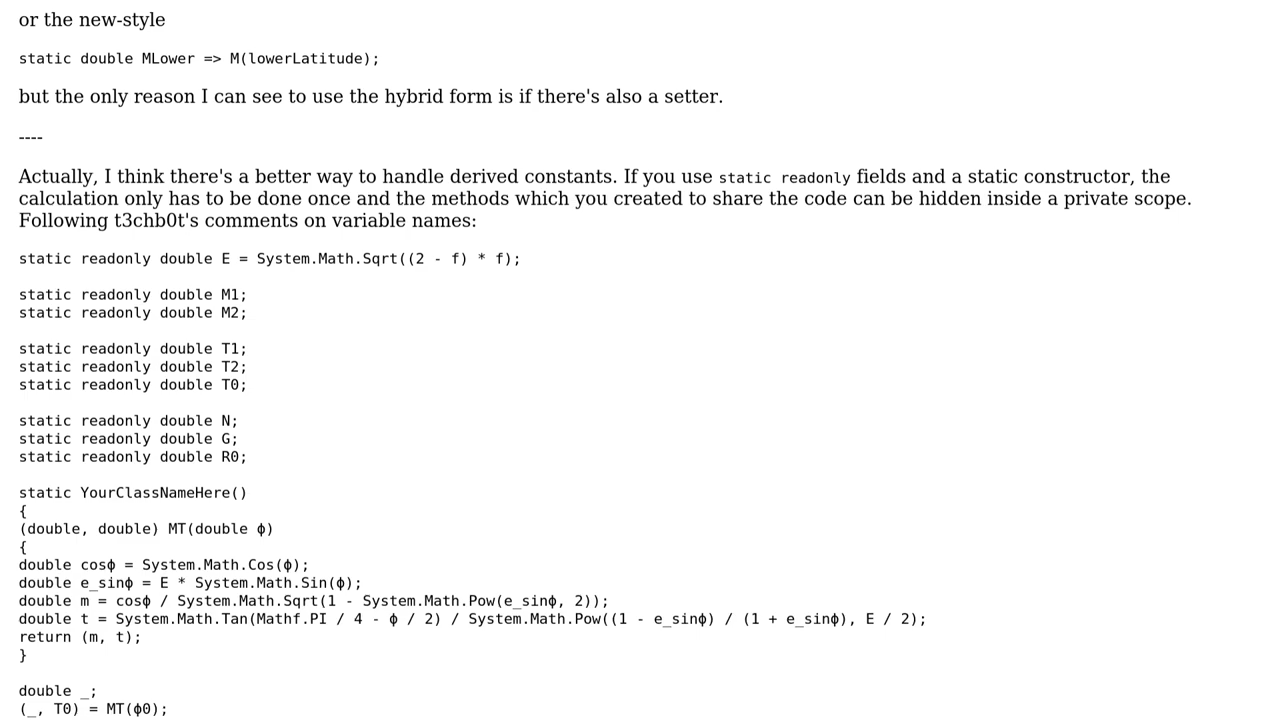 or the new-style
static double MLower => M(lowerLatitude);
but the only reason I can see to use the hybrid form is if there's also a setter.
----
Actually, I think there's a better way to handle derived constants. If you use static readonly fields and a static constructor, the
calculation only has to be done once and the methods which you created to share the code can be hidden inside a private scope.
Following t3chb0t's comments on variable names:
static readonly double E = System.Math.Sqrt((2 - f) * f);
static readonly double M1;
static readonly double M2;
static readonly double T1;
static readonly double T2;
static readonly double T0;
static readonly double N;
static readonly double G;
static readonly double R0;
static YourClassNameHere()
{
(double, double) MT(double ϕ)
{
double cosϕ = System.Math.Cos(ϕ);
double e_sinϕ = E * System.Math.Sin(ϕ);
double m = cosϕ / System.Math.Sqrt(1 - System.Math.Pow(e_sinϕ, 2));
double t = System.Math.Tan(Mathf.PI / 4 - ϕ / 2) / System.Math.Pow((1 - e_sinϕ) / (1 + e_sinϕ), E / 2);
return (m, t);
}
double _;
(_, T0) = MT(ϕ0);